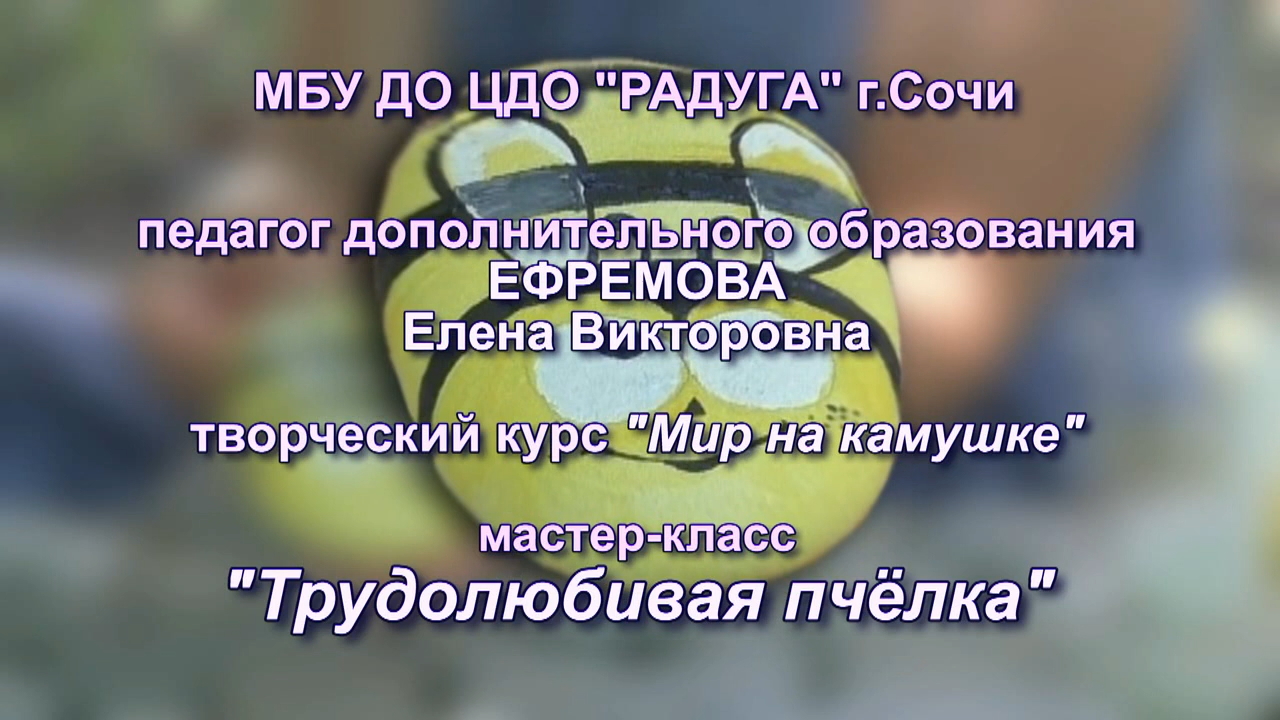 МБУ ДО ЦДО "РАДУГА" г.Сочи
педагог дополнительного образования
ЕФРЕМОВА
Елена Викторовна
творческий курс "Мир на камушке"
мастер-класс
"Трудолюбивая пчёлка"